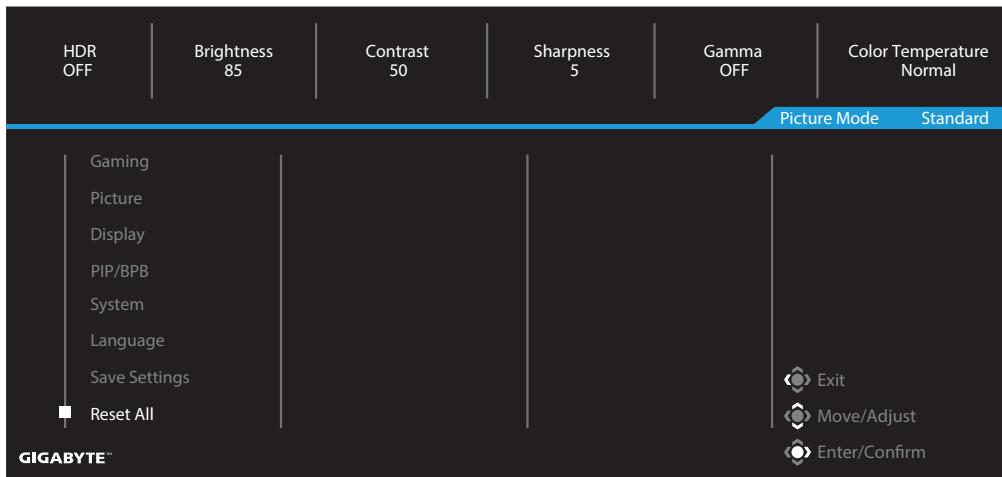 HDR
OFF
Brightness
85
Contrast
50
Sharpness
5
Gamma
OFF
Color Temperature
Normal
Picture Mode Standard
Gaming
Picture
Display
PIP/BPB
System
Language
Save Settings
Reset All
Exit
Move/Adjust
Enter/Confirm
GIGABYTE™